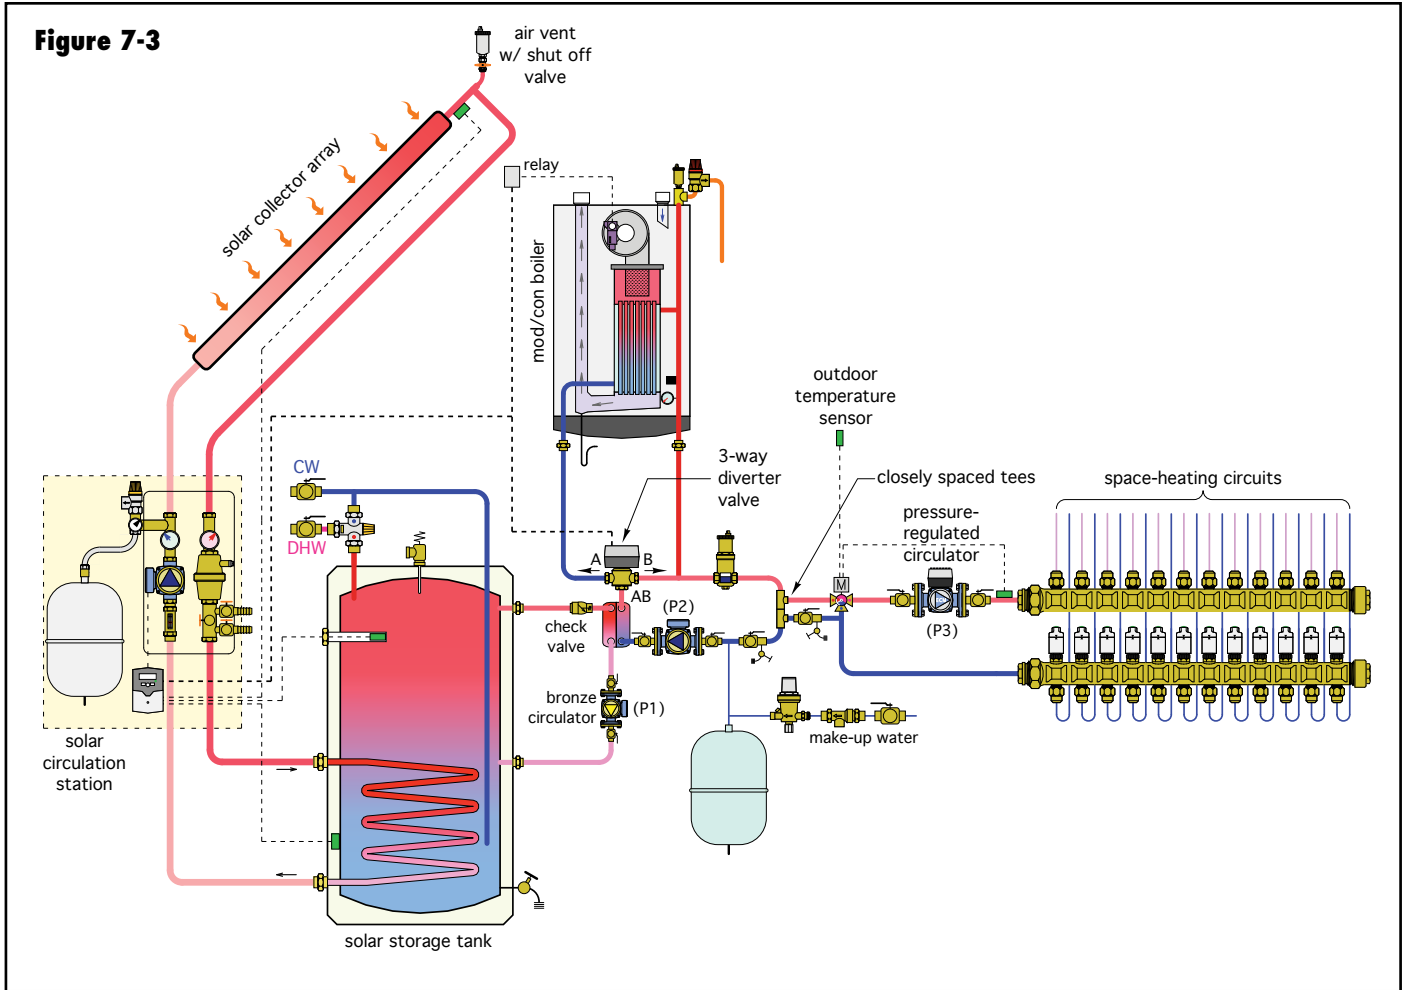 Figure 7-3
air vent
w/ shut off
valve
solar collector array
relay
mod/con boiler
outdoor
temperature
sensor
3-way
diverter
valve
closely spaced tees
space-heating circuits
pressure-
regulated
circulator
CW
DHW
A
B
AB
M
(P2)
(P3)
check
valve
bronze
circulator
(P1)
make-up water
solar
circulation
station
solar storage tank